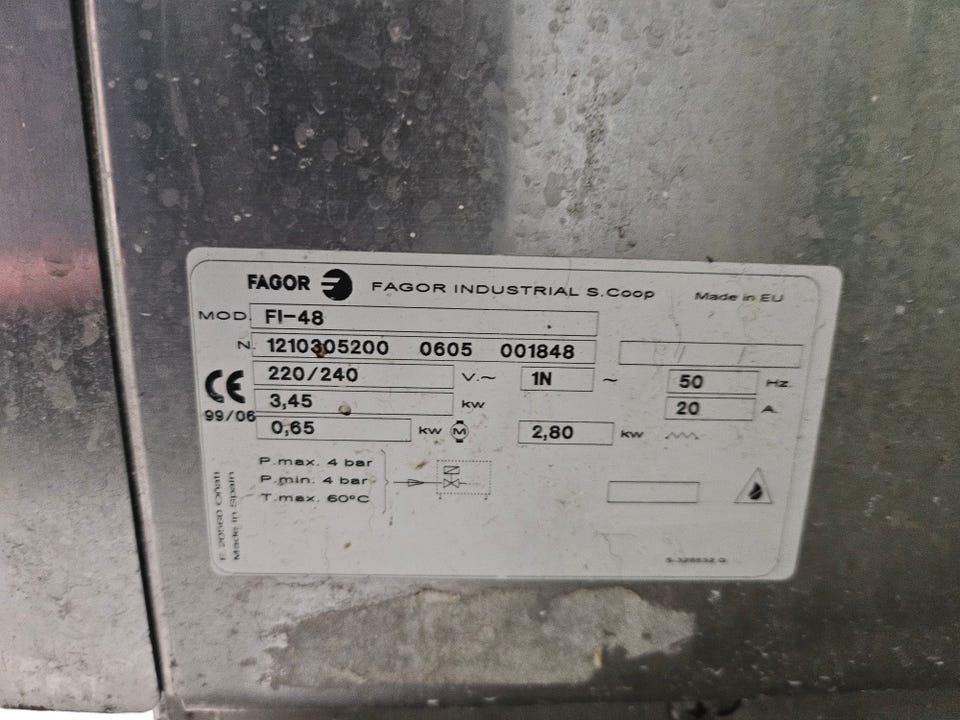 FAGOR FAGOR INDUSTRIAL S.Coop Made in EU
MOD. FI-48
N. 1210305200 0605 001848
220/240 V.~ 1N ~ 50 Hz.
3,45 kw 20 A.
CE
99/06
0,65 kw M 2,80 kw
P.max. 4 bar
P.min. 4 bar
T.max. 60ºC
E 20560 Oñati
Made in Spain